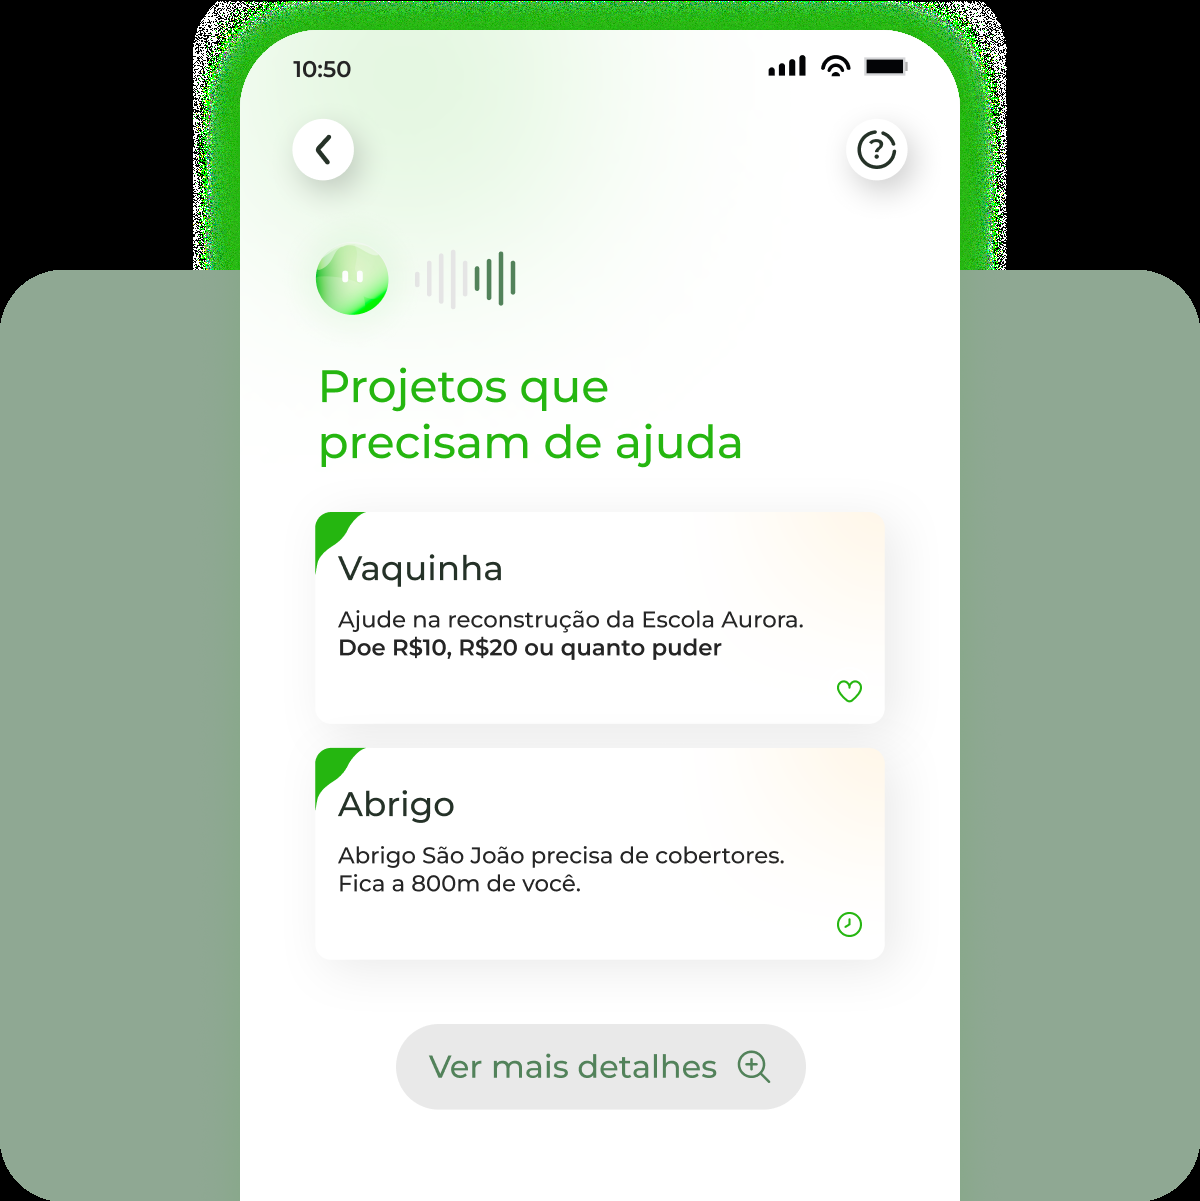 10:50
Projetos que
precisam de ajuda
Vaquinha
Ajude na reconstrução da Escola Aurora.
Doe R$10, R$20 ou quanto puder
Abrigo
Abrigo São João precisa de cobertores.
Fica a 800m de você.
Ver mais detalhes